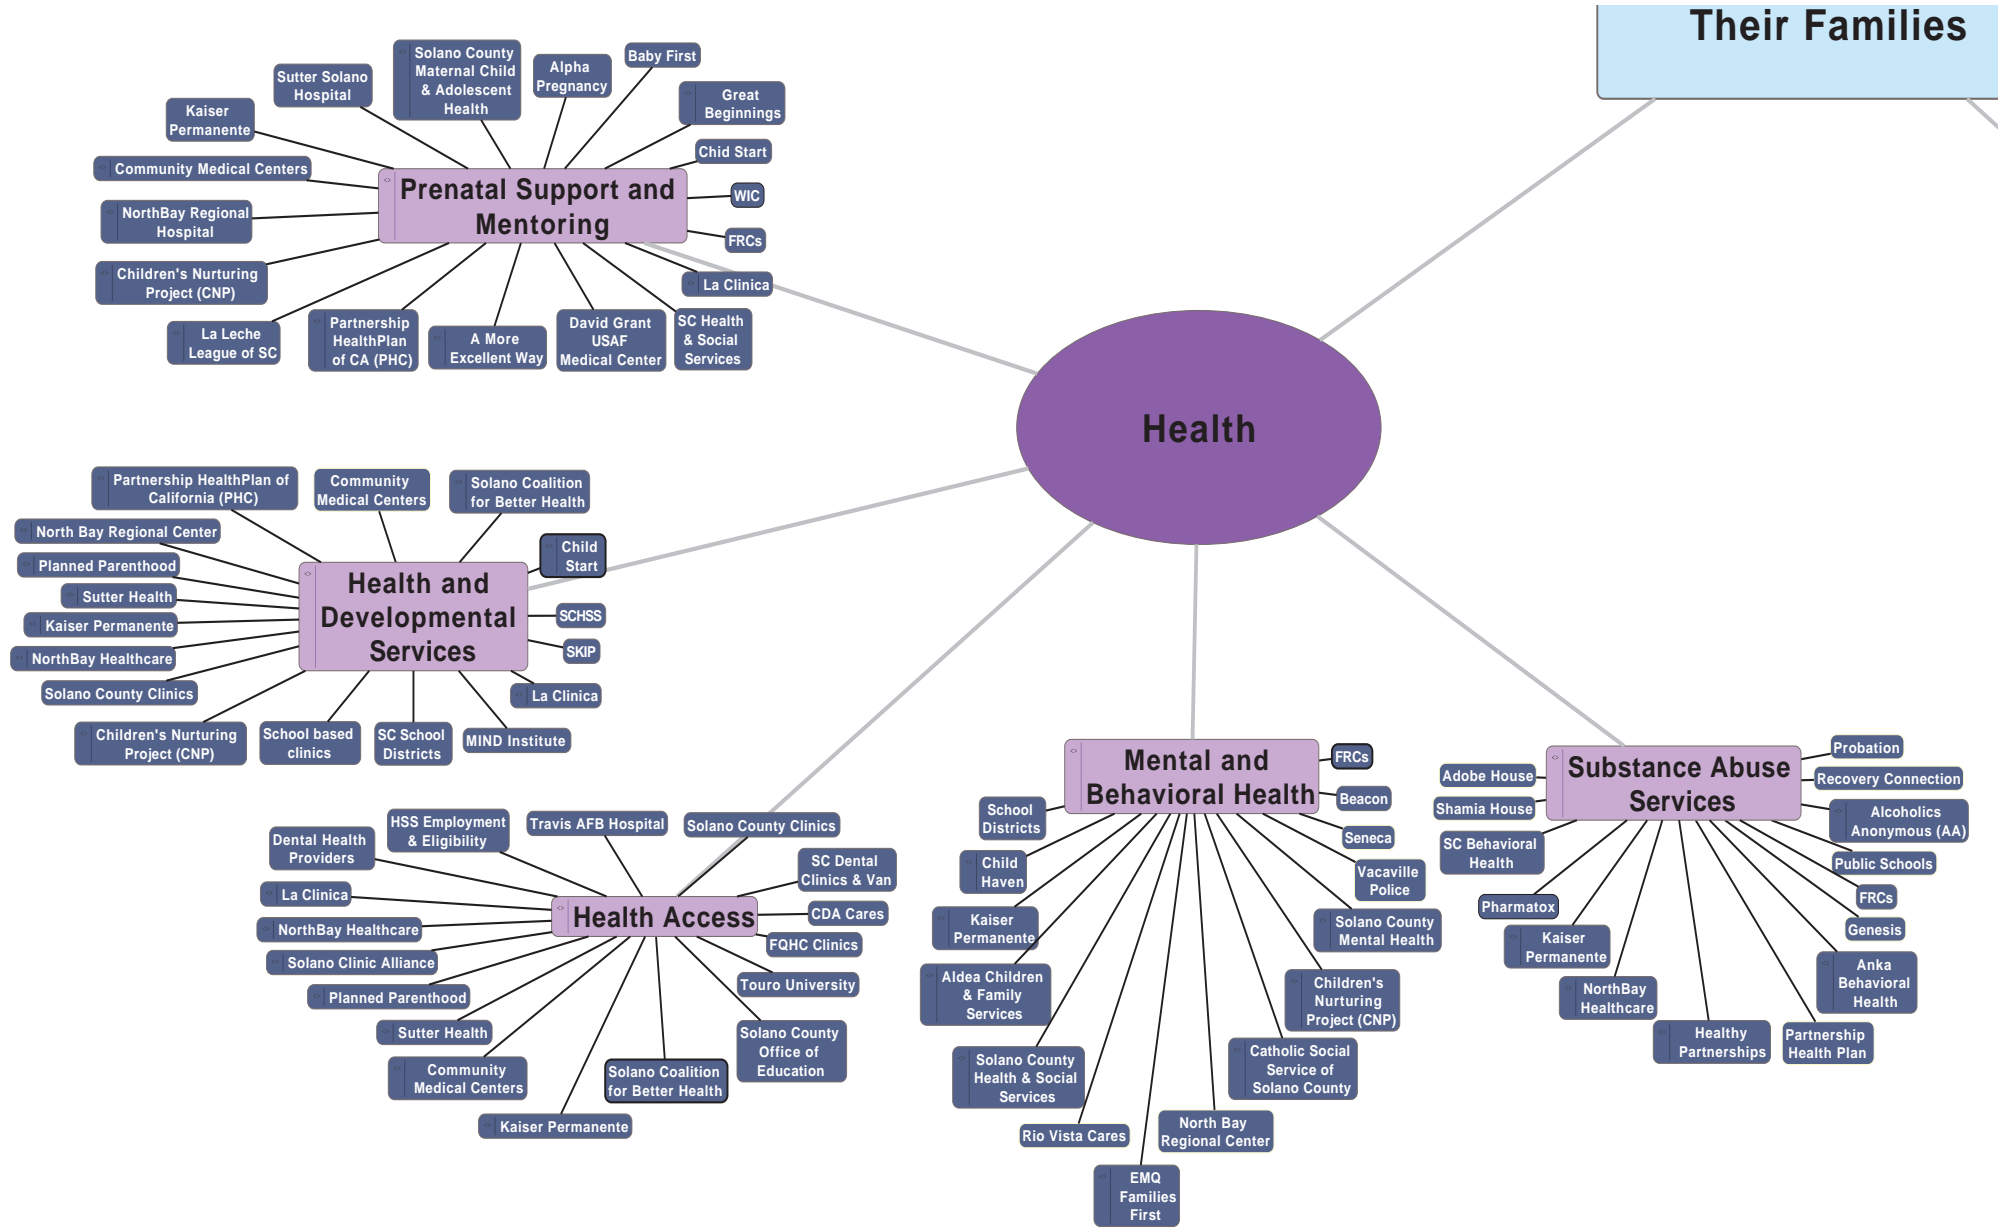 Their Families
Health
Prenatal Support and
Mentoring
Kaiser
Permanente
Sutter Solano
Hospital
Solano County
Maternal Child
& Adolescent
Health
Alpha
Pregnancy
Baby First
Great
Beginnings
Chid Start
WIC
FRCs
La Clinica
SC Health
& Social
Services
David Grant
USAF
Medical Center
A More
Excellent Way
Partnership
HealthPlan
of CA (PHC)
La Leche
League of SC
Children's Nurturing
Project (CNP)
NorthBay Regional
Hospital
Community Medical Centers
Health and
Developmental
Services
Partnership HealthPlan of
California (PHC)
Community
Medical Centers
Solano Coalition
for Better Health
Child
Start
SCHSS
SKIP
La Clinica
MIND Institute
SC School
Districts
School based
clinics
Children's Nurturing
Project (CNP)
Solano County Clinics
NorthBay Healthcare
Kaiser Permanente
Sutter Health
Planned Parenthood
North Bay Regional Center
Health Access
Dental Health
Providers
HSS Employment
& Eligibility
Travis AFB Hospital
Solano County Clinics
SC Dental
Clinics & Van
CDA Cares
FQHC Clinics
Touro University
Solano County
Office of
Education
Solano Coalition
for Better Health
Kaiser Permanente
Community
Medical Centers
Sutter Health
Planned Parenthood
Solano Clinic Alliance
NorthBay Healthcare
La Clinica
Mental and
Behavioral Health
FRCs
Beacon
Seneca
Vacaville
Police
Solano County
Mental Health
Children's
Nurturing
Project (CNP)
Catholic Social
Service of
Solano County
North Bay
Regional Center
EMQ
Families
First
Rio Vista Cares
Solano County
Health & Social
Services
Aldea Children
& Family
Services
Kaiser
Permanente
Child
Haven
School
Districts
Substance Abuse
Services
Probation
Recovery Connection
Alcoholics
Anonymous (AA)
Public Schools
FRCs
Genesis
Anka
Behavioral
Health
Partnership
Health Plan
Healthy
Partnerships
NorthBay
Healthcare
Kaiser
Permanente
Pharmatox
SC Behavioral
Health
Shamia House
Adobe House